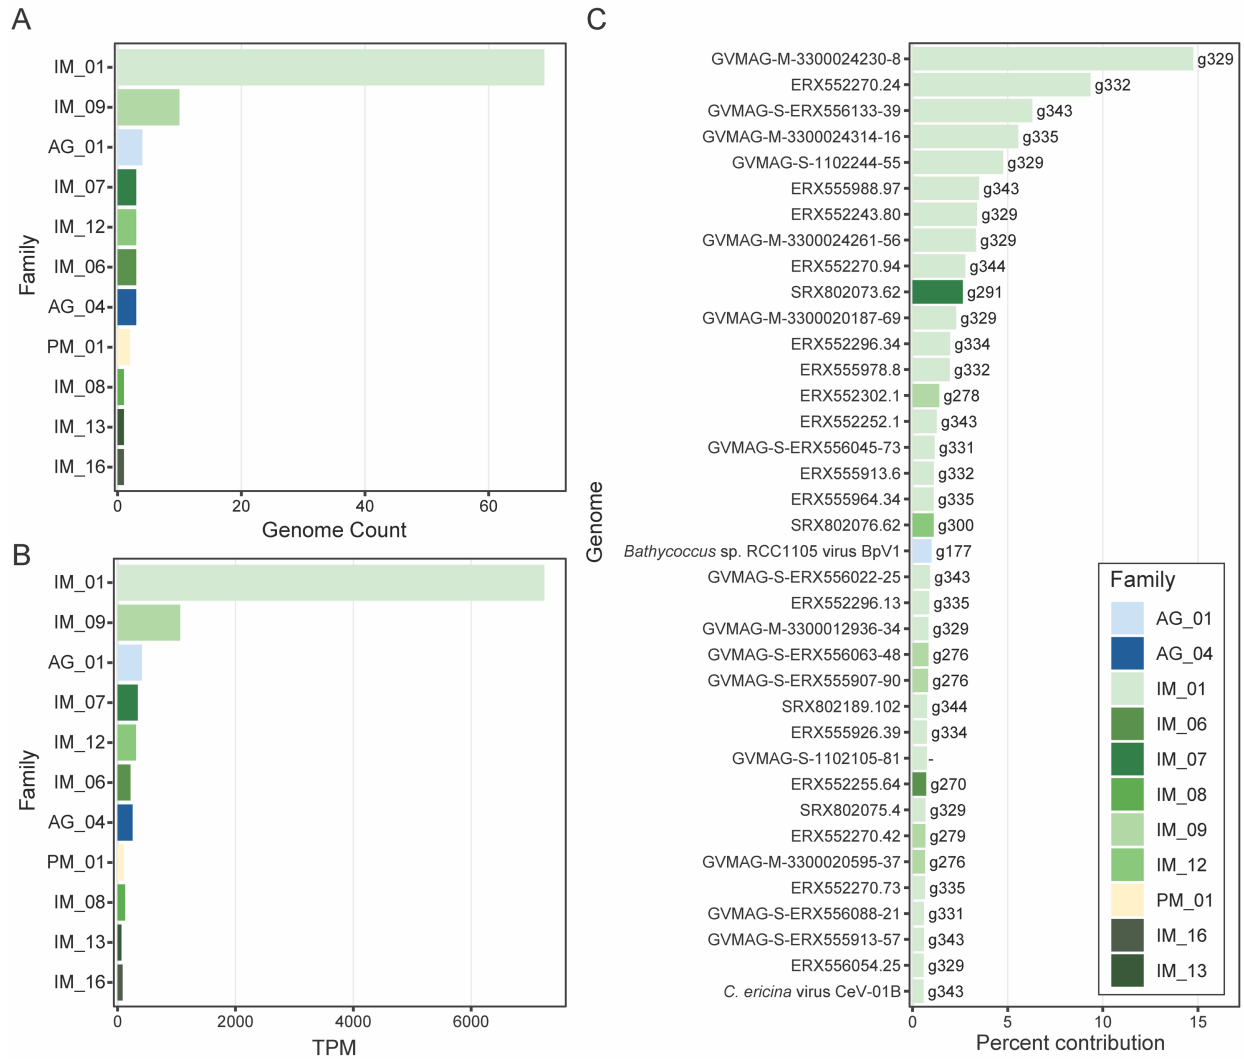 A
IM_01
IM_09
AG_01
IM_07
IM_12
IM_06
AG_04
PM_01
IM_08
IM_13
IM_16
Family
0 20 40 60
Genome Count
B
IM_01
IM_09
AG_01
IM_07
IM_12
IM_06
AG_04
PM_01
IM_08
IM_13
IM_16
Family
0 2000 4000 6000
TPM
C
GVMAG-M-3300024230-8 g329
ERX552270.24 g332
GVMAG-S-ERX556133-39 g343
GVMAG-M-3300024314-16 g335
GVMAG-S-1102244-55 g329
ERX555988.97 g343
ERX552243.80 g329
GVMAG-M-3300024261-56 g329
ERX552270.94 g344
SRX802073.62 g291
GVMAG-M-3300020187-69 g329
ERX552296.34 g334
ERX555978.8 g332
ERX552302.1 g278
ERX552252.1 g343
GVMAG-S-ERX556045-73 g331
ERX555913.6 g332
ERX555964.34 g335
SRX802076.62 g300
Bathycoccus sp. RCC1105 virus BpV1 g177
GVMAG-S-ERX556022-25 g343
ERX552296.13 g335
GVMAG-M-3300012936-34 g329
GVMAG-S-ERX556063-48 g276
GVMAG-S-ERX555907-90 g276
SRX802189.102 g344
ERX555926.39 g334
GVMAG-S-1102105-81 -
ERX552255.64 g270
SRX802075.4 g329
ERX552270.42 g279
GVMAG-M-3300020595-37 g276
ERX552270.73 g335
GVMAG-S-ERX556088-21 g331
GVMAG-S-ERX555913-57 g343
ERX556054.25 g329
C. ericina virus CeV-01B g343
Genome
0 5 10 15
Percent contribution
Family
AG_01
AG_04
IM_01
IM_06
IM_07
IM_08
IM_09
IM_12
PM_01
IM_16
IM_13